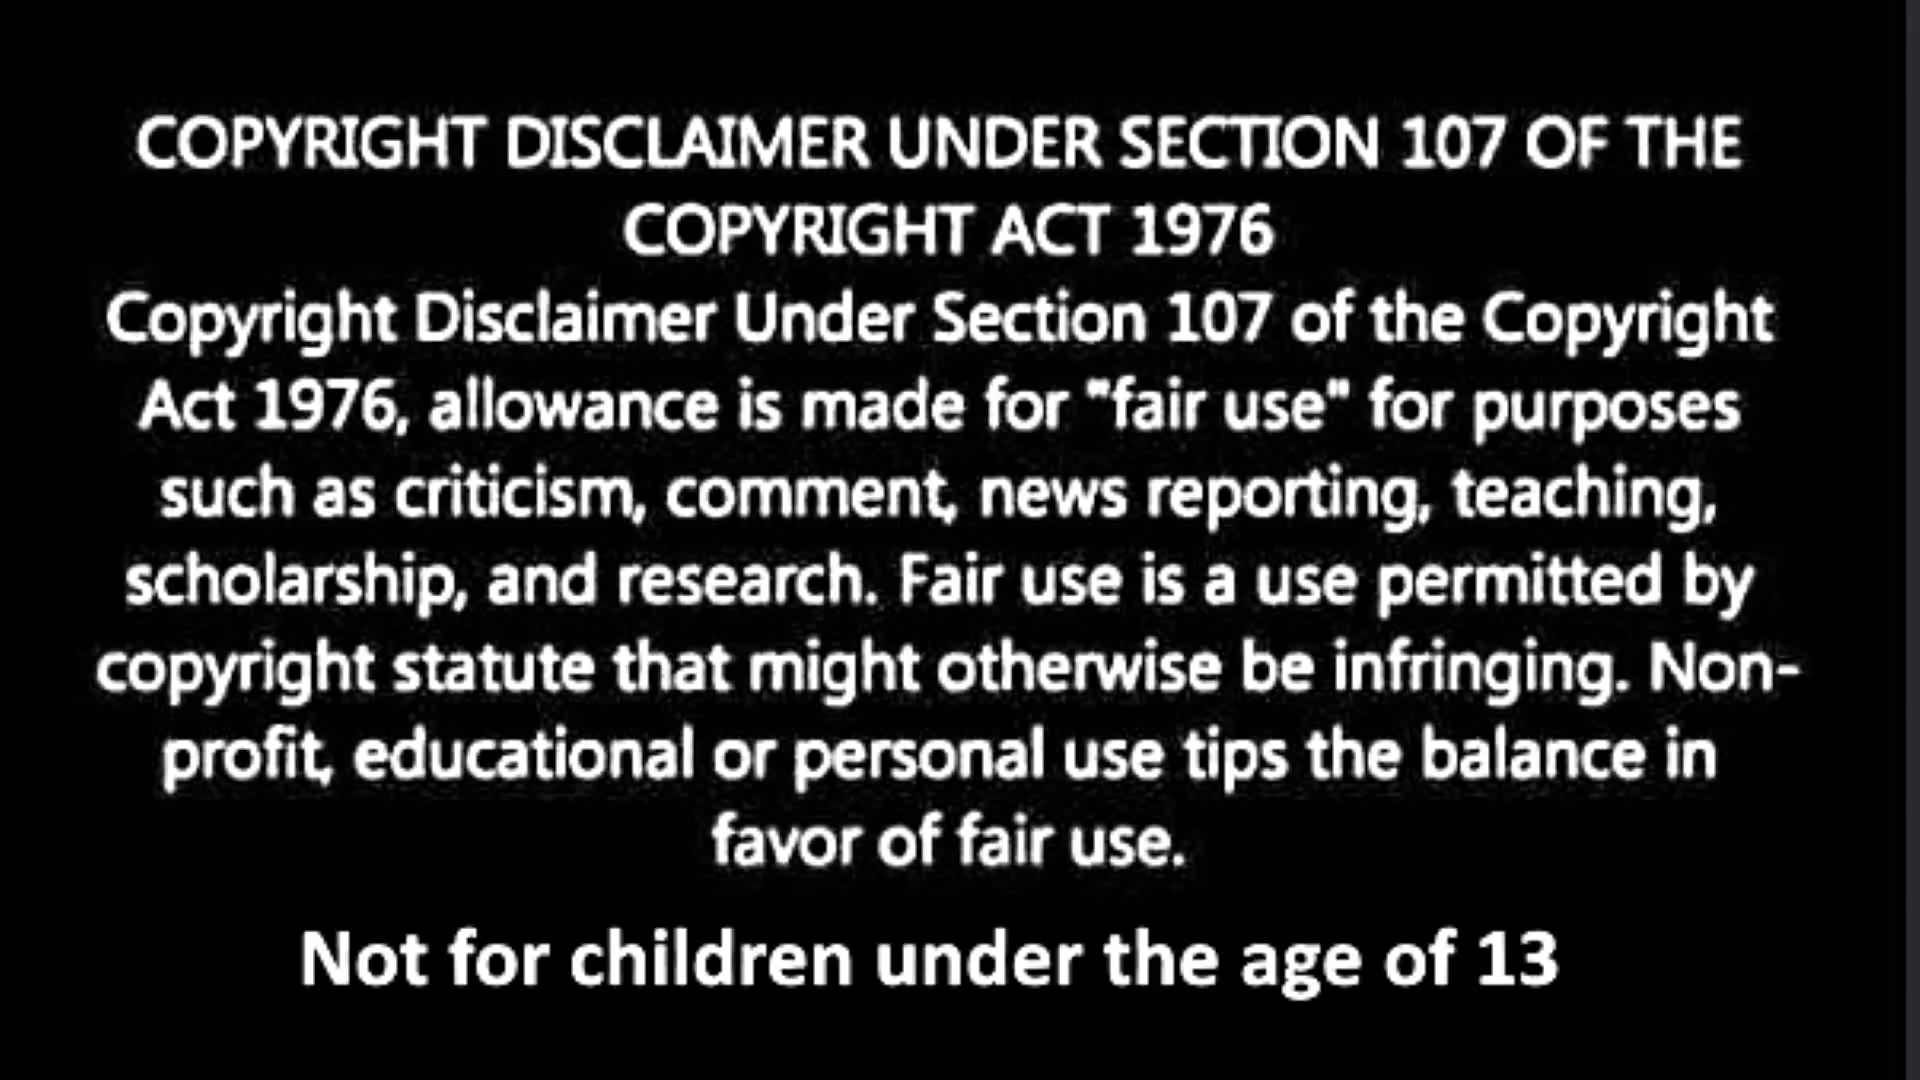 COPYRIGHT DISCLAIMER UNDER SECTION 107 OF THE
COPYRIGHT ACT 1976
Copyright Disclaimer Under Section 107 of the Copyright
Act 1976, allowance is made for "fair use" for purposes
such as criticism, comment, news reporting, teaching,
scholarship, and research. Fair use is a use permitted by
copyright statute that might otherwise be infringing. Non-
profit, educational or personal use tips the balance in
favor of fair use.
Not for children under the age of 13